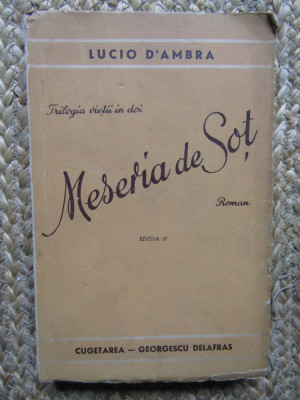 LUCIO D'AMBRA
Trilogia vieții în doi
Meseria de Soț
Roman
EDIȚIA II
CUGETAREA — GEORGESCU DELAFRAS